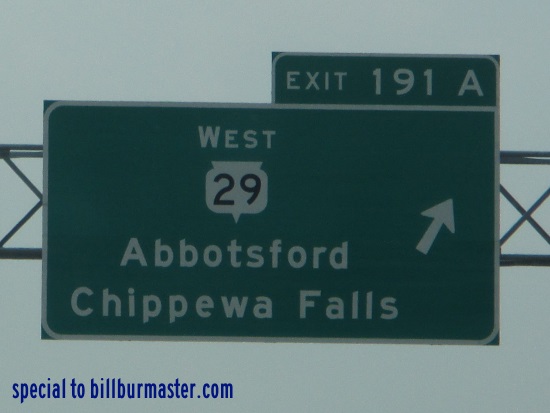 EXIT 191 A
WEST
29
Abbotsford
Chippewa Falls
special to billburmaster.com